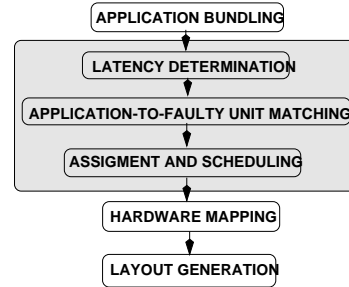 APPLICATION BUNDLING
LATENCY DETERMINATION
APPLICATION-TO-FAULTY UNIT MATCHING
ASSIGMENT AND SCHEDULING
HARDWARE MAPPING
LAYOUT GENERATION